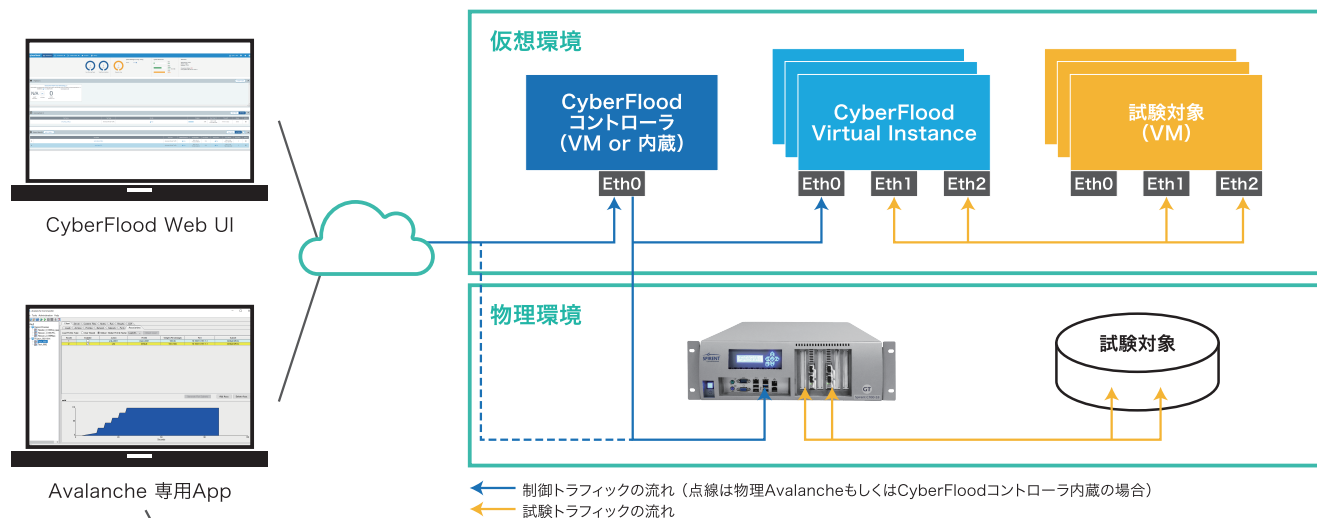 仮想環境
CyberFlood
コントローラ
(VM or 内蔵)
Eth0
CyberFlood
Virtual Instance
Eth0 Eth1 Eth2
試験対象
(VM)
Eth0 Eth1 Eth2
CyberFlood Web UI
物理環境
試験対象
Avalanche 専用App
制御トラフィックの流れ (点線は物理AvalancheもしくはCyberFloodコントローラ内蔵の場合)
試験トラフィックの流れ